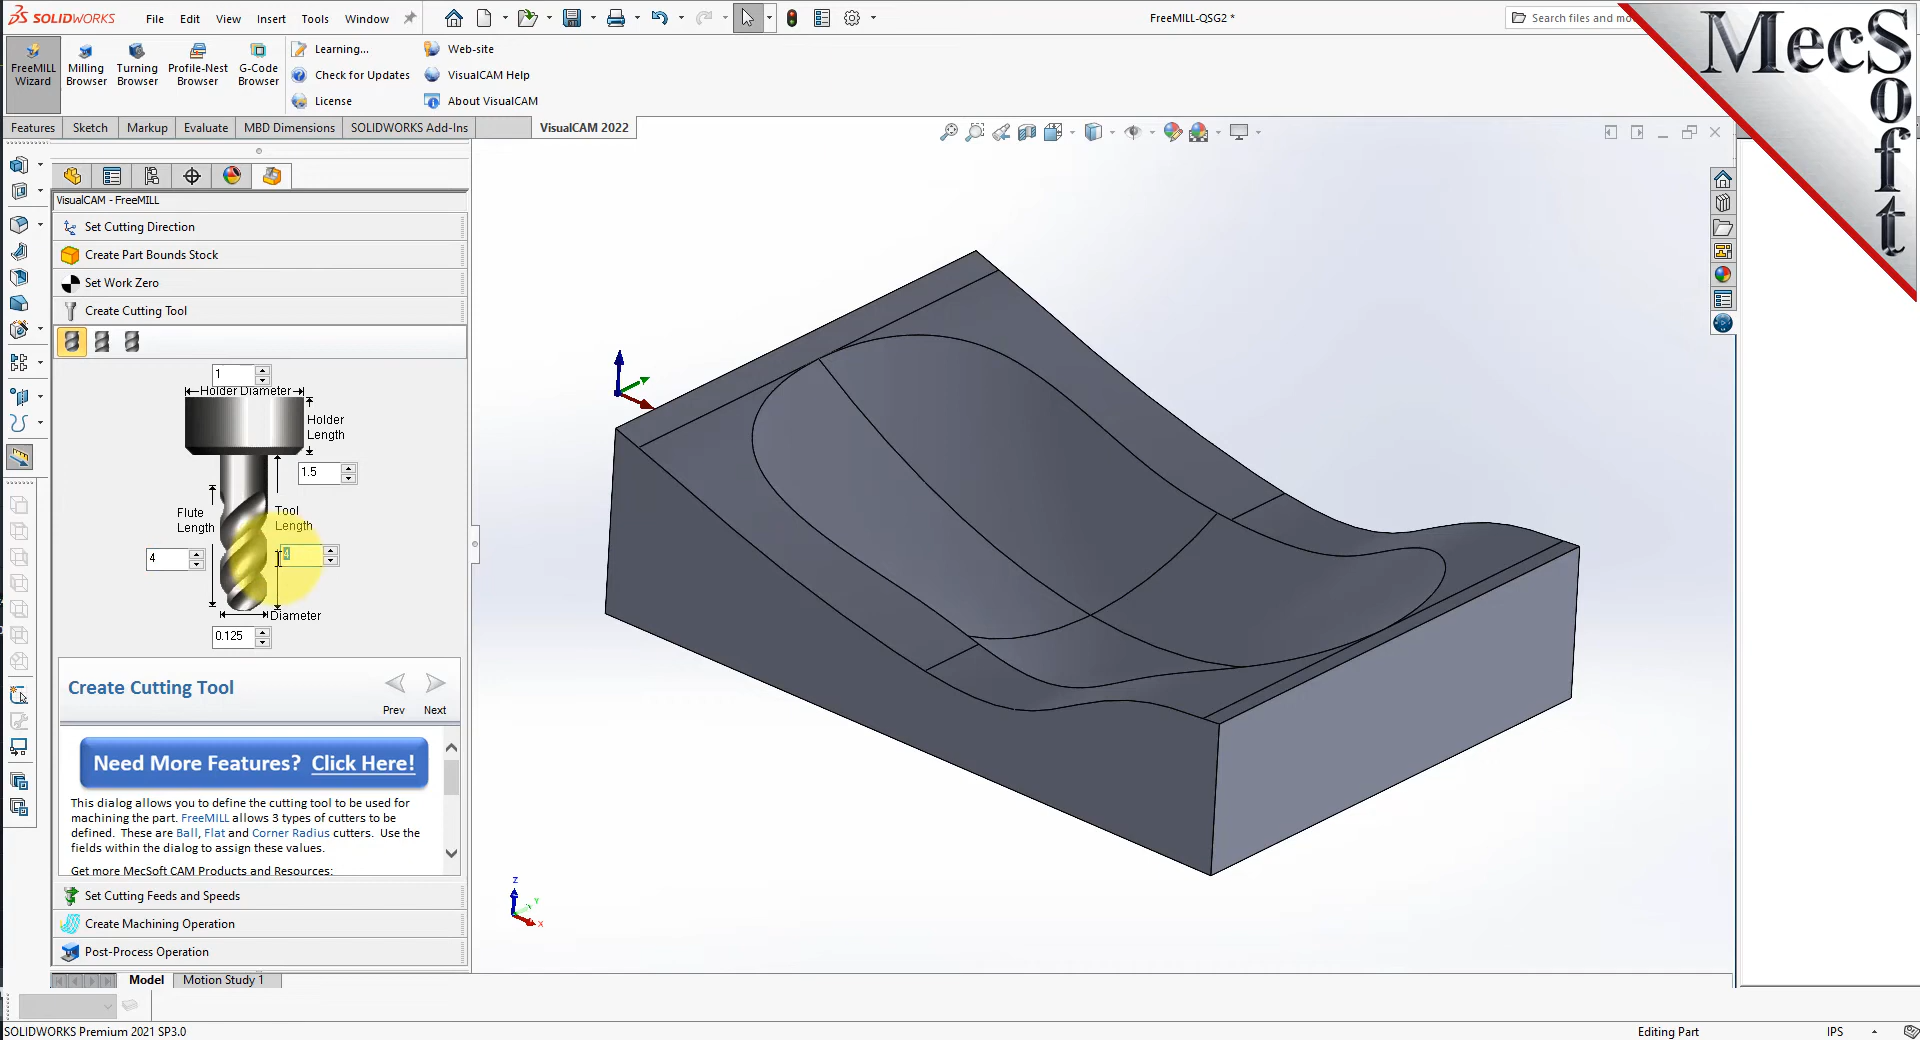 SOLIDWORKS
File Edit View Insert Tools Window
FreeMILL-QSG2 *
Search files and mo
MecSoft
FreeMILL
Wizard
Milling
Browser
Turning
Browser
Profile-Nest
Browser
G-Code
Browser
Learning...
Check for Updates
License
Web-site
VisualCAM Help
About VisualCAM
Features Sketch Markup Evaluate MBD Dimensions SOLIDWORKS Add-Ins VisualCAM 2022
VisualCAM - FreeMILL
Set Cutting Direction
Create Part Bounds Stock
Set Work Zero
Create Cutting Tool
1
Holder Diameter
Holder
Length
1.5
Flute
Length
Tool
Length
4
4
Diameter
0.125
Create Cutting Tool
Prev Next
Need More Features? Click Here!
This dialog allows you to define the cutting tool to be used for
machining the part. FreeMILL allows 3 types of cutters to be
defined. These are Ball, Flat and Corner Radius cutters. Use the
fields within the dialog to assign these values.
Get more MecSoft CAM Products and Resources:
Set Cutting Feeds and Speeds
Create Machining Operation
Post-Process Operation
Z
Y
X
Model Motion Study 1
SOLIDWORKS Premium 2021 SP3.0
Editing Part
IPS